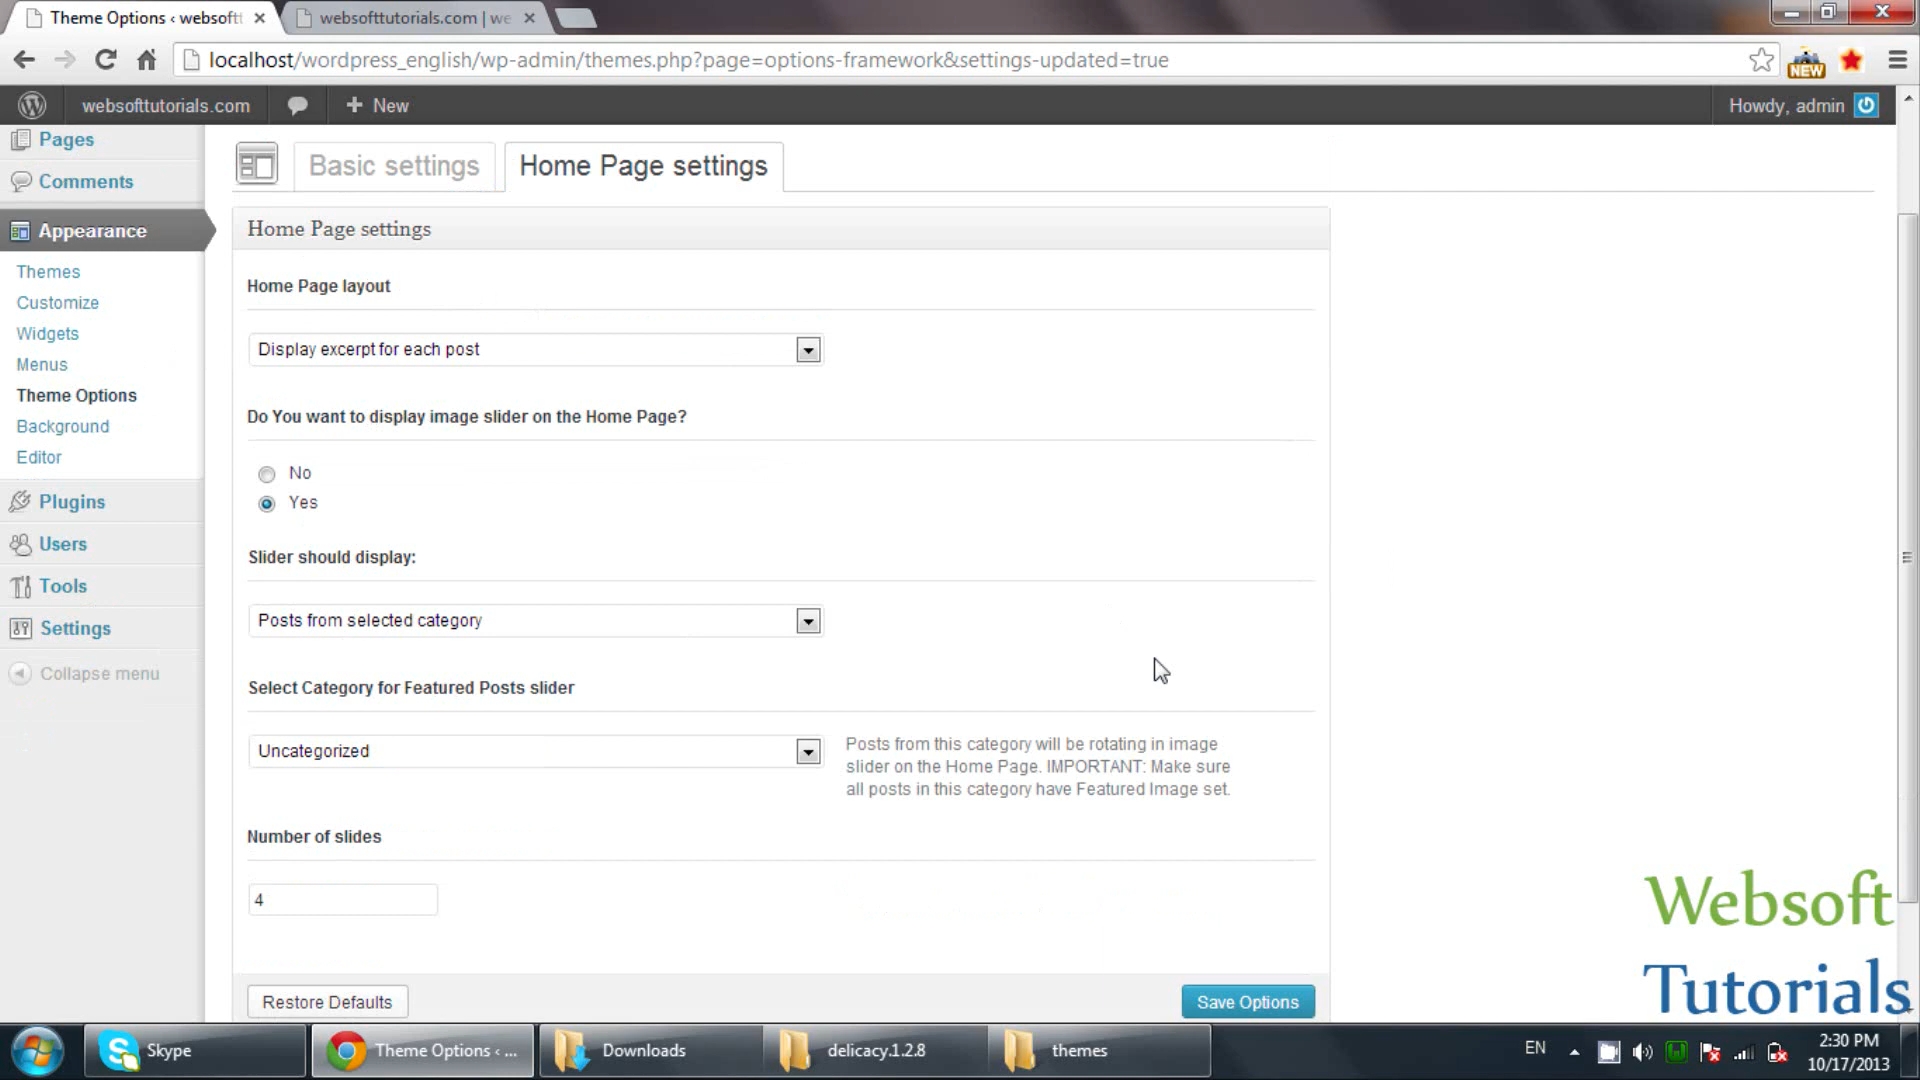 Theme Options ‹ websoftt
websofttutorials.com | we
localhost/wordpress_english/wp-admin/themes.php?page=options-framework&settings-updated=true
NEW
websofttutorials.com
+ New
Howdy, admin
Pages
Comments
Appearance
Themes
Customize
Widgets
Menus
Theme Options
Background
Editor
Plugins
Users
Tools
Settings
Collapse menu
Basic settings
Home Page settings
Home Page settings
Home Page layout
Display excerpt for each post
Do You want to display image slider on the Home Page?
No
Yes
Slider should display:
Posts from selected category
Select Category for Featured Posts slider
Uncategorized
Posts from this category will be rotating in image
slider on the Home Page. IMPORTANT: Make sure
all posts in this category have Featured Image set.
Number of slides
4
Restore Defaults
Save Options
Websoft
Tutorials
Skype
Theme Options ‹ ...
Downloads
delicacy.1.2.8
themes
EN
2:30 PM
10/17/2013